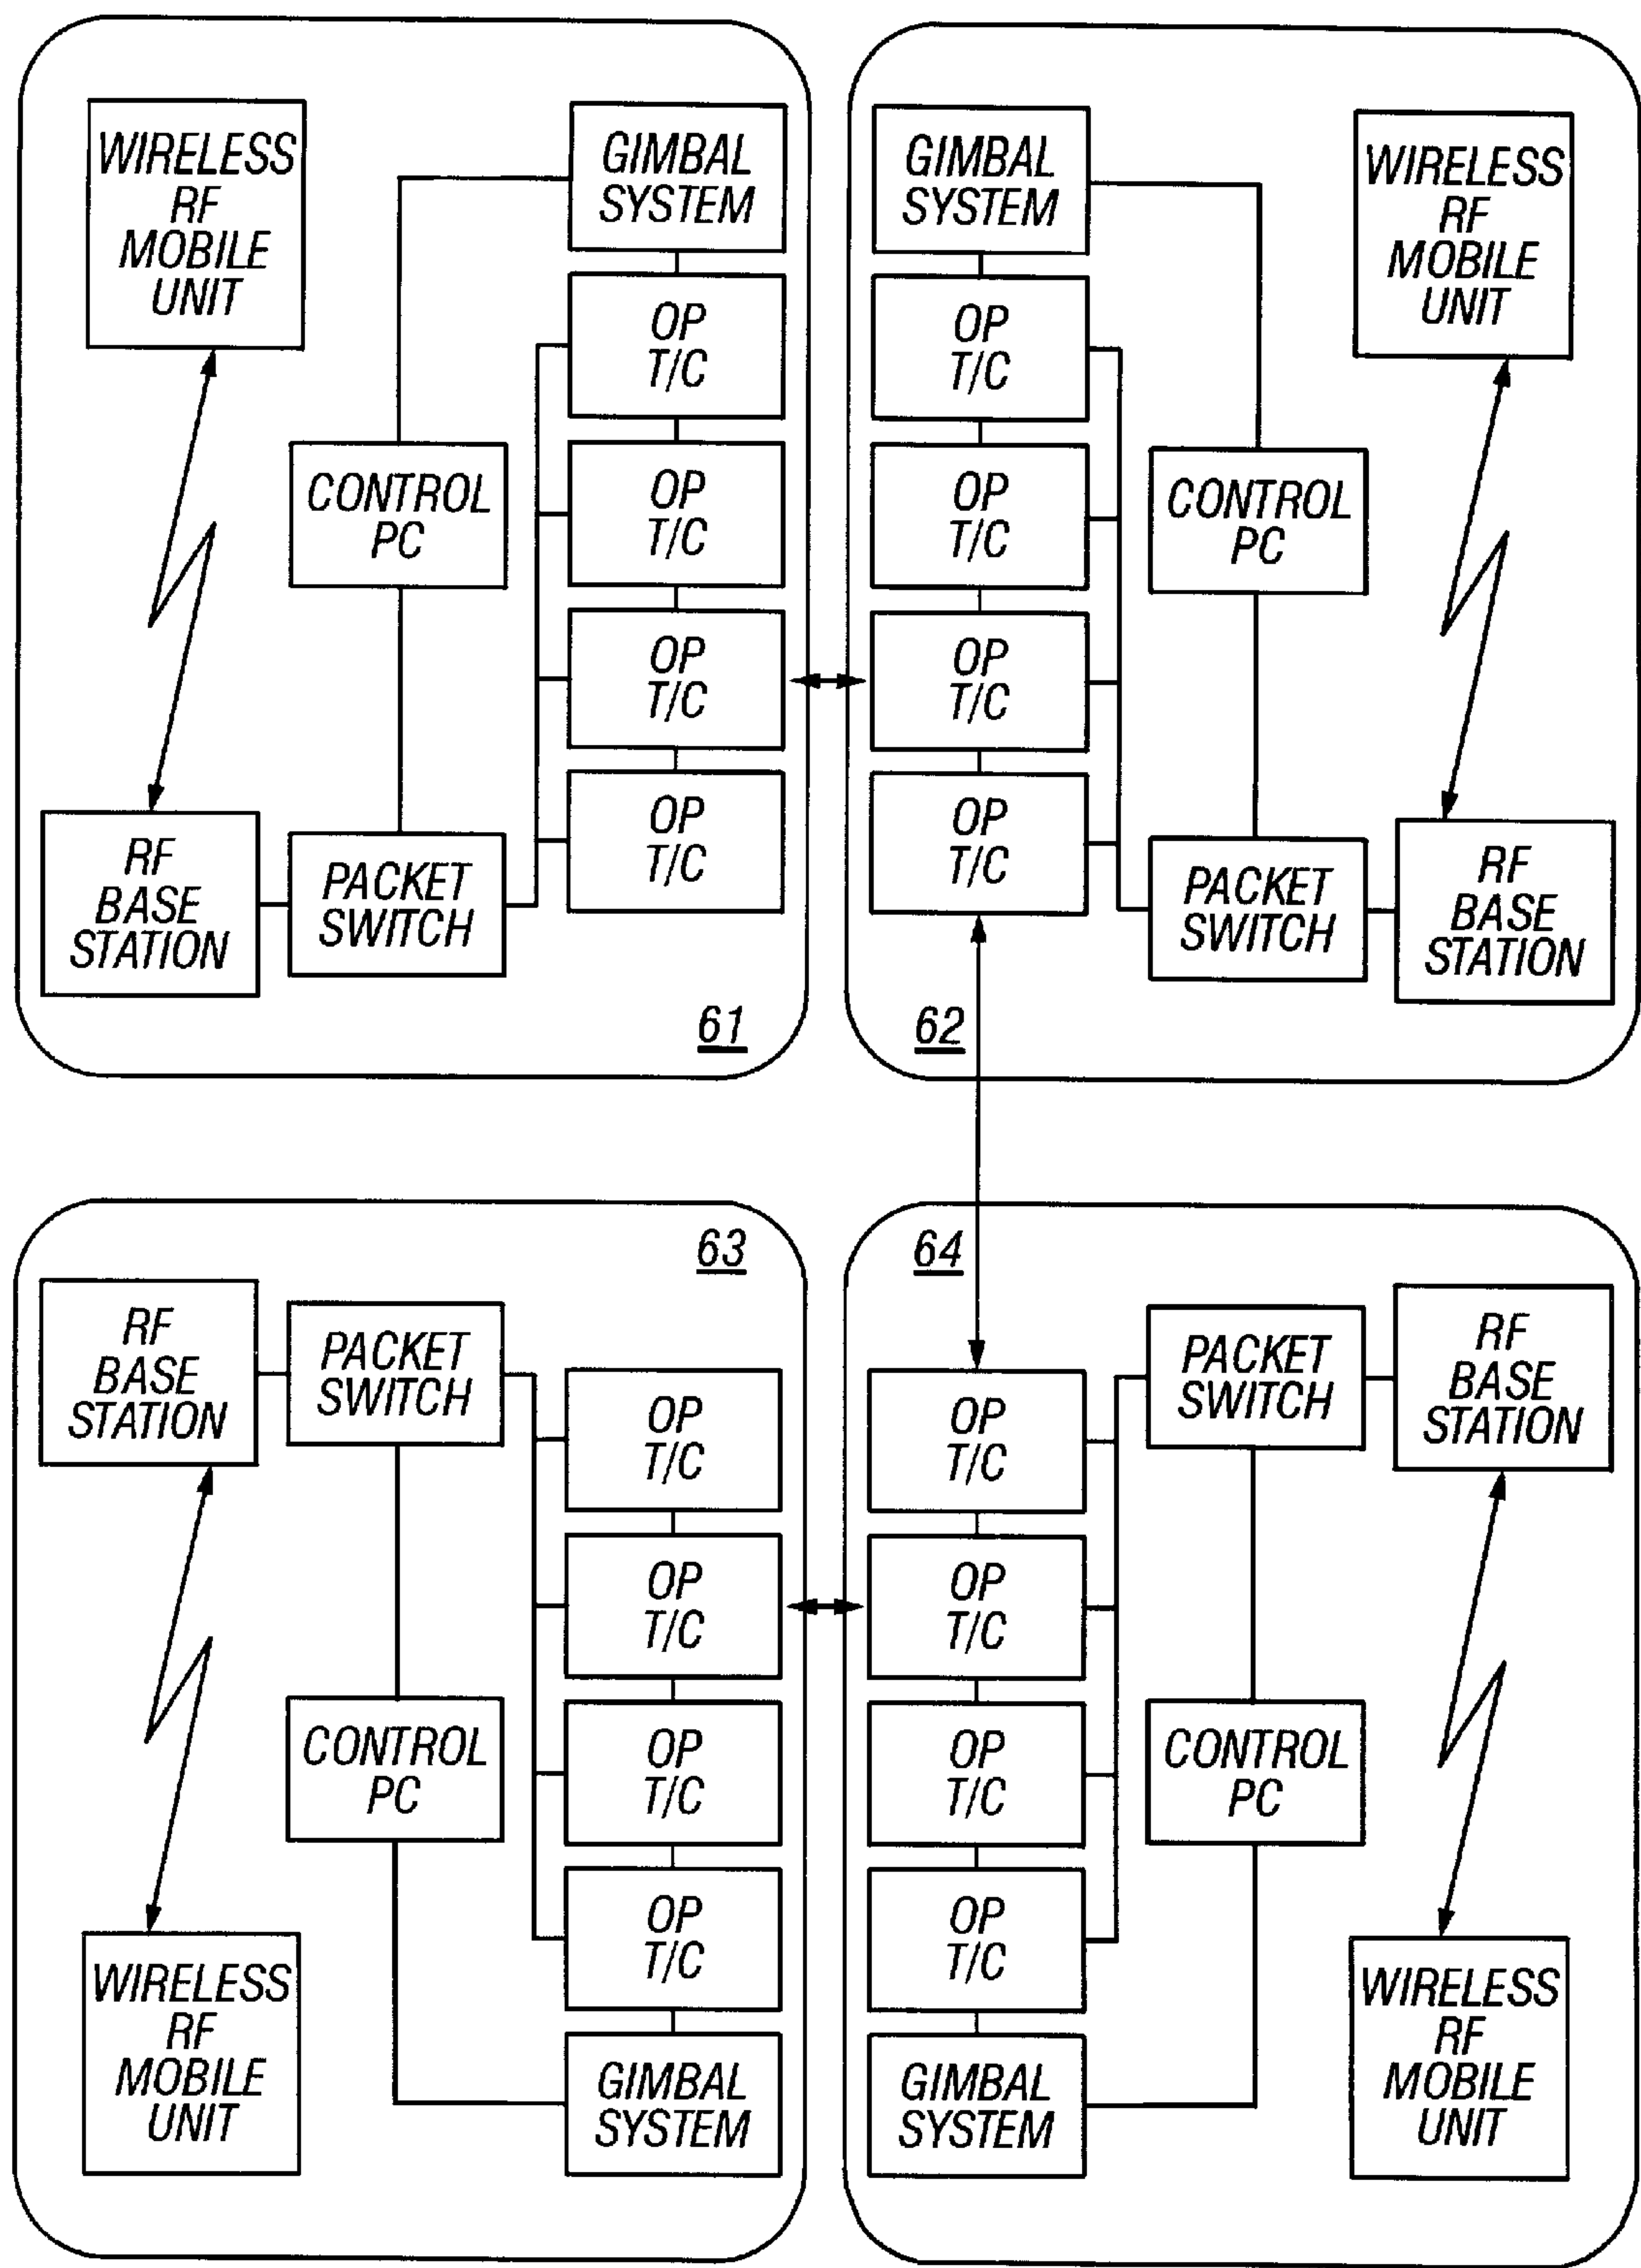 WIRELESS
RF
MOBILE
UNIT
GIMBAL
SYSTEM
OP
T/C
OP
T/C
OP
T/C
OP
T/C
CONTROL
PC
RF
BASE
STATION
PACKET
SWITCH
61
GIMBAL
SYSTEM
OP
T/C
OP
T/C
OP
T/C
OP
T/C
WIRELESS
RF
MOBILE
UNIT
CONTROL
PC
PACKET
SWITCH
RF
BASE
STATION
62
63
RF
BASE
STATION
PACKET
SWITCH
OP
T/C
OP
T/C
OP
T/C
OP
T/C
CONTROL
PC
WIRELESS
RF
MOBILE
UNIT
GIMBAL
SYSTEM
64
OP
T/C
OP
T/C
OP
T/C
OP
T/C
PACKET
SWITCH
RF
BASE
STATION
CONTROL
PC
GIMBAL
SYSTEM
WIRELESS
RF
MOBILE
UNIT